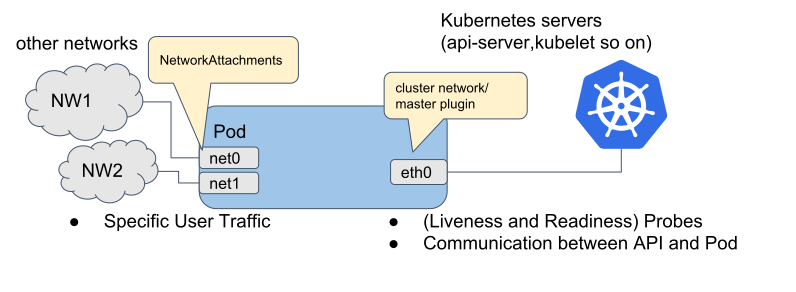 Kubernetes servers
(api-server,kubelet so on)
other networks
NetworkAttachments
cluster network/
master plugin
NW1
Pod
net0
NW2
net1
eth0
● Specific User Traffic
● (Liveness and Readiness) Probes
● Communication between API and Pod